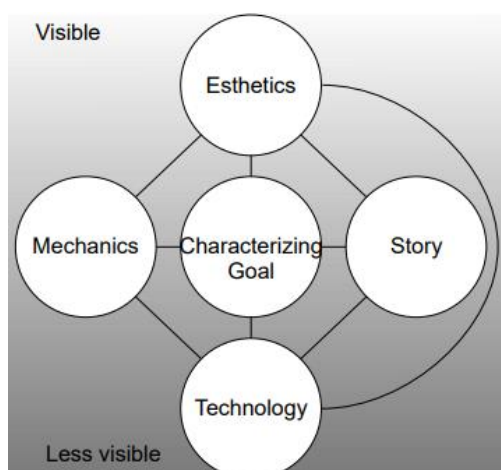 Visible
Esthetics
Mechanics
Characterizing
Goal
Story
Technology
Less visible